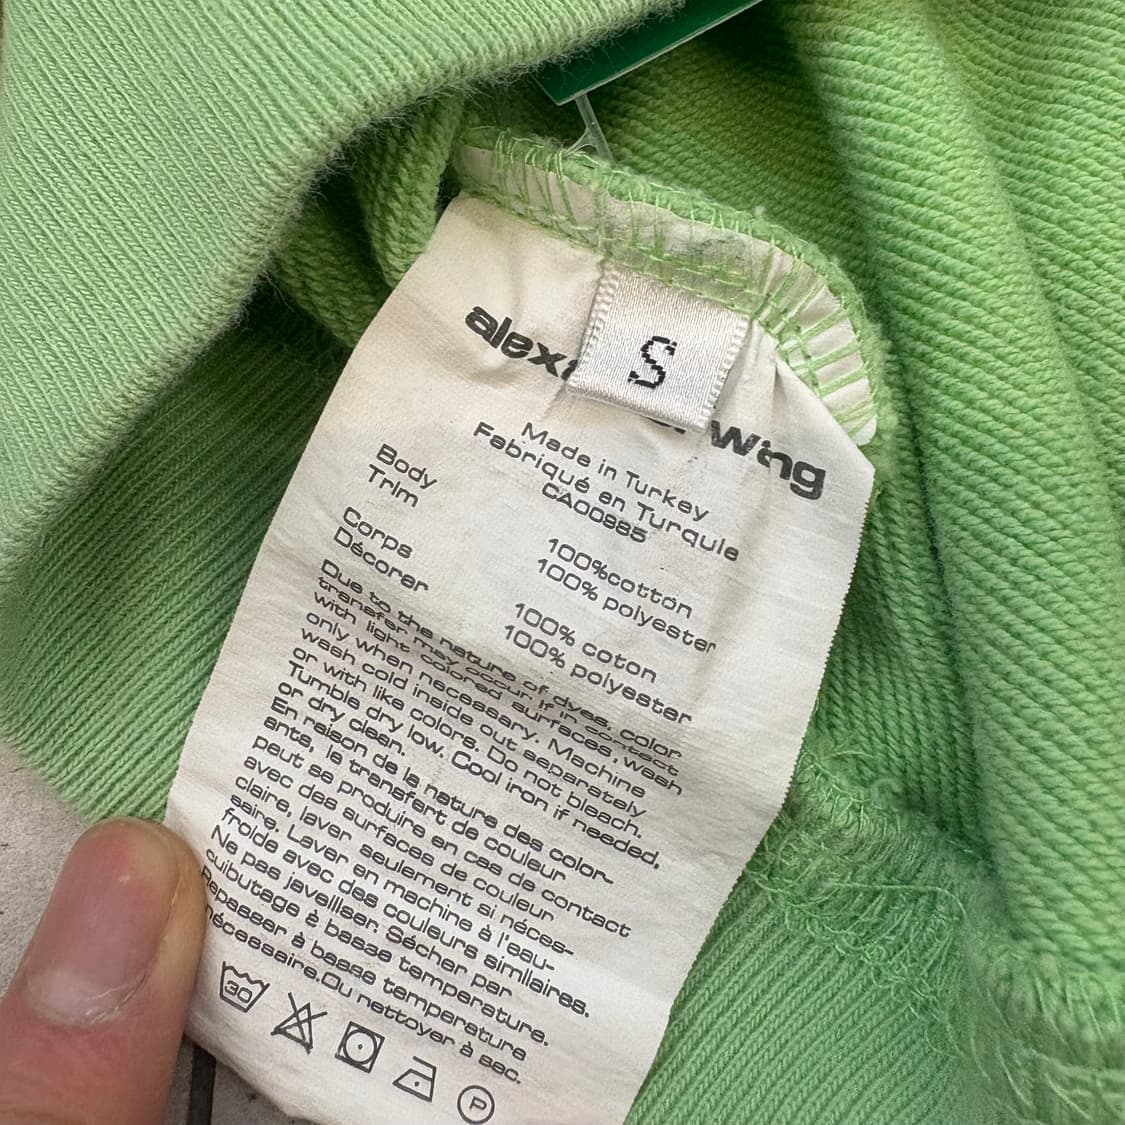 S
alexa er wang
Made in Turkey
Fabriqué en Turquie
CA00985
Body 100%cotton
Trim 100% polyester
Corps 100% coton
Décorer 100% polyester
Due to the nature of dyes, color
transfer may occur. If in contact
with light colored surfaces, wash
only when necessary. Machine
wash cold inside out separately
or with like colors. Do not bleach.
Tumble dry low. Cool iron if needed,
or dry clean.
En raison de la nature des color-
ants, la transfert de couleur
peut se produire en cas de contact
avec des surfaces de couleur
claire, laver seulement si néces-
saire. Laver en machine à l'eau-
froide avec des couleurs similaires.
Ne pas javelliser. Sécher par
cuibutage à basse température.
Repasser à basse temperature
nécessaire.Ou nettoyer à sec.
30
P